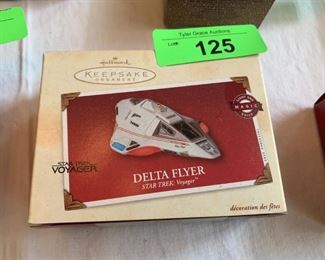 Tyler Grace Auctions
Lot# 125
Hallmark
KEEPSAKE
ORNAMENT
MAGIC
STAR TREK
VOYAGER
DELTA FLYER
STAR TREK: Voyager™
décoration des fêtes